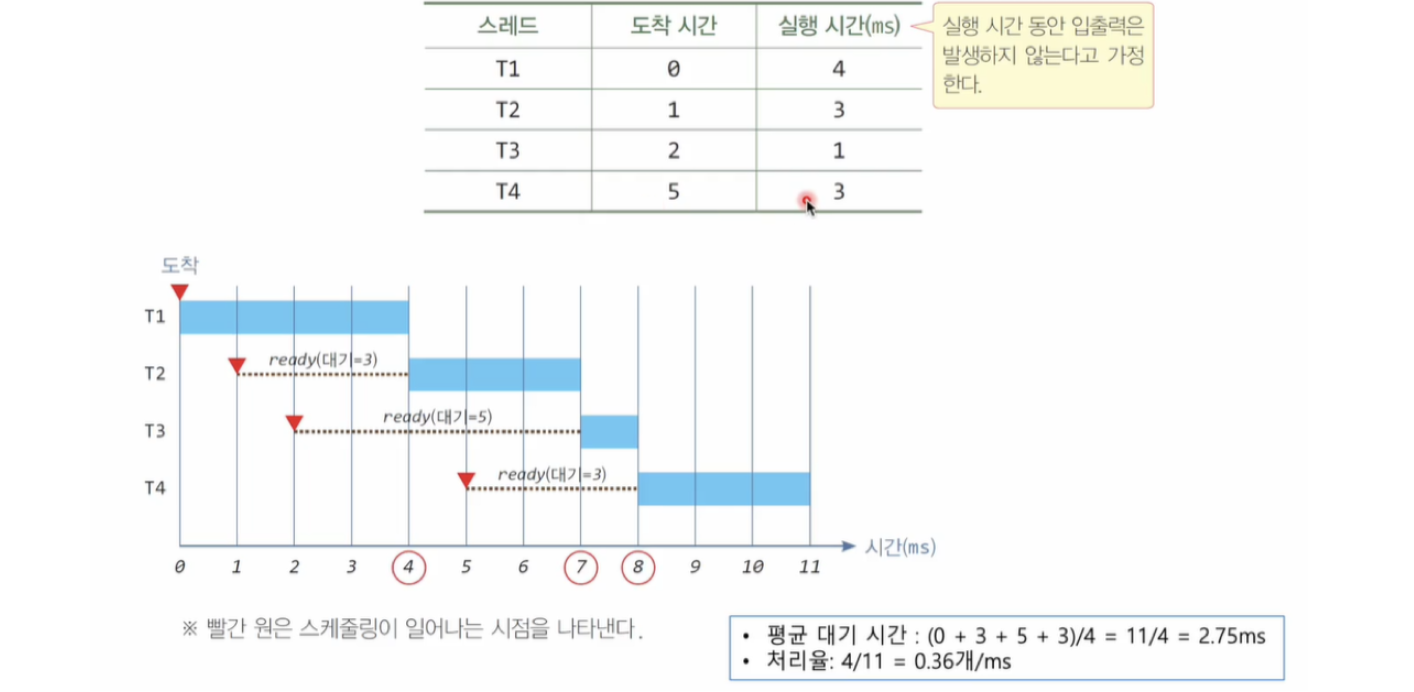 스레드 도착 시간 실행 시간(ms)
T1 0 4
T2 1 3
T3 2 1
T4 5 3
실행 시간 동안 입출력은
발생하지 않는다고 가정
한다.
도착
T1
ready(대기=3)
T2
ready(대기=5)
T3
ready(대기=3)
T4
시간(ms)
0 1 2 3 4 5 6 7 8 9 10 11
※ 빨간 원은 스케줄링이 일어나는 시점을 나타낸다.
• 평균 대기 시간 : (0 + 3 + 5 + 3)/4 = 11/4 = 2.75ms
• 처리율: 4/11 = 0.36개/ms